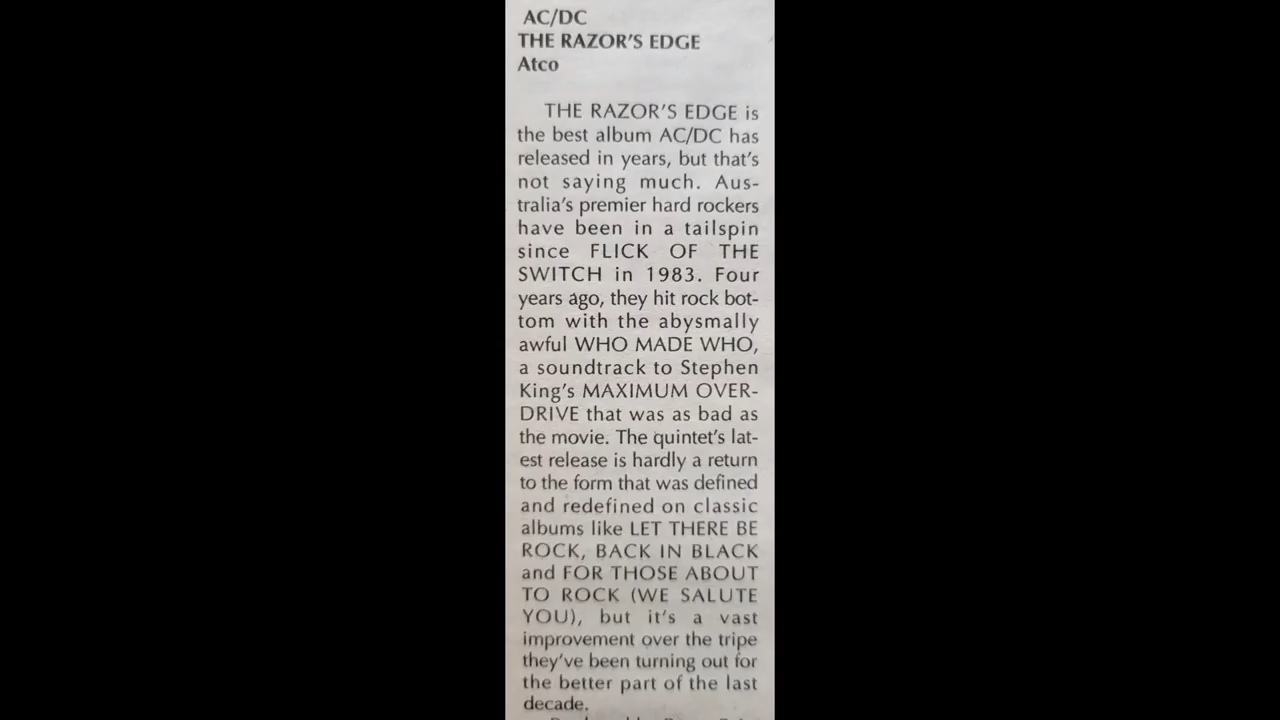 AC/DC
THE RAZOR'S EDGE
Atco
THE RAZOR'S EDGE is
the best album AC/DC has
released in years, but that's
not saying much. Aus-
tralia's premier hard rockers
have been in a tailspin
since FLICK OF THE
SWITCH in 1983. Four
years ago, they hit rock bot-
tom with the abysmally
awful WHO MADE WHO,
a soundtrack to Stephen
King's MAXIMUM OVER-
DRIVE that was as bad as
the movie. The quintet's lat-
est release is hardly a return
to the form that was defined
and redefined on classic
albums like LET THERE BE
ROCK, BACK IN BLACK
and FOR THOSE ABOUT
TO ROCK (WE SALUTE
YOU), but it's a vast
improvement over the tripe
they've been turning out for
the better part of the last
decade.